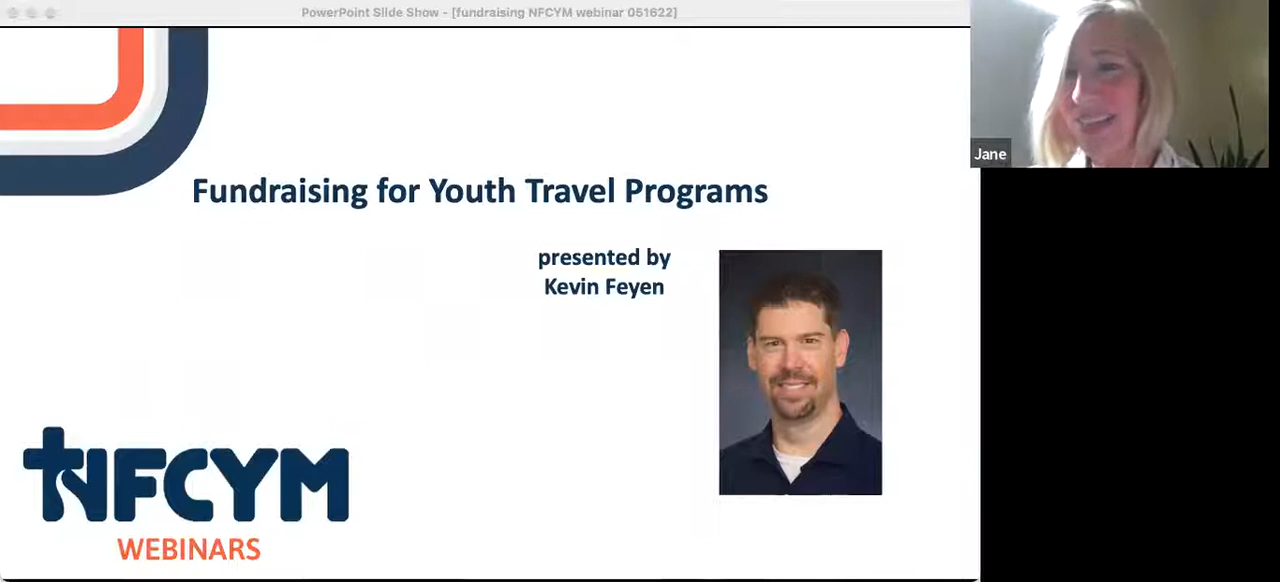 PowerPoint Slide Show - [fundraising NFCYM webinar 051622]
Jane
Fundraising for Youth Travel Programs
presented by
Kevin Feyen
NFCYM
WEBINARS